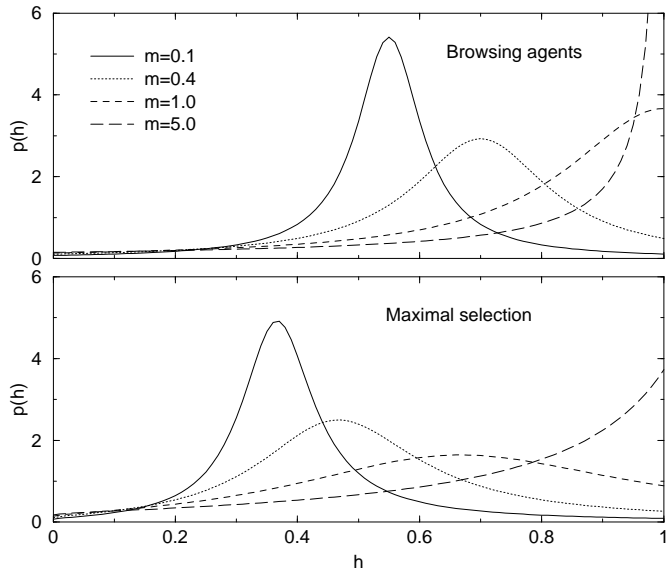 6
Browsing agents
m=0.1
m=0.4
m=1.0
m=5.0
4
p(h)
2
0
6
Maximal selection
4
p(h)
2
0
0 0.2 0.4 0.6 0.8 1
h